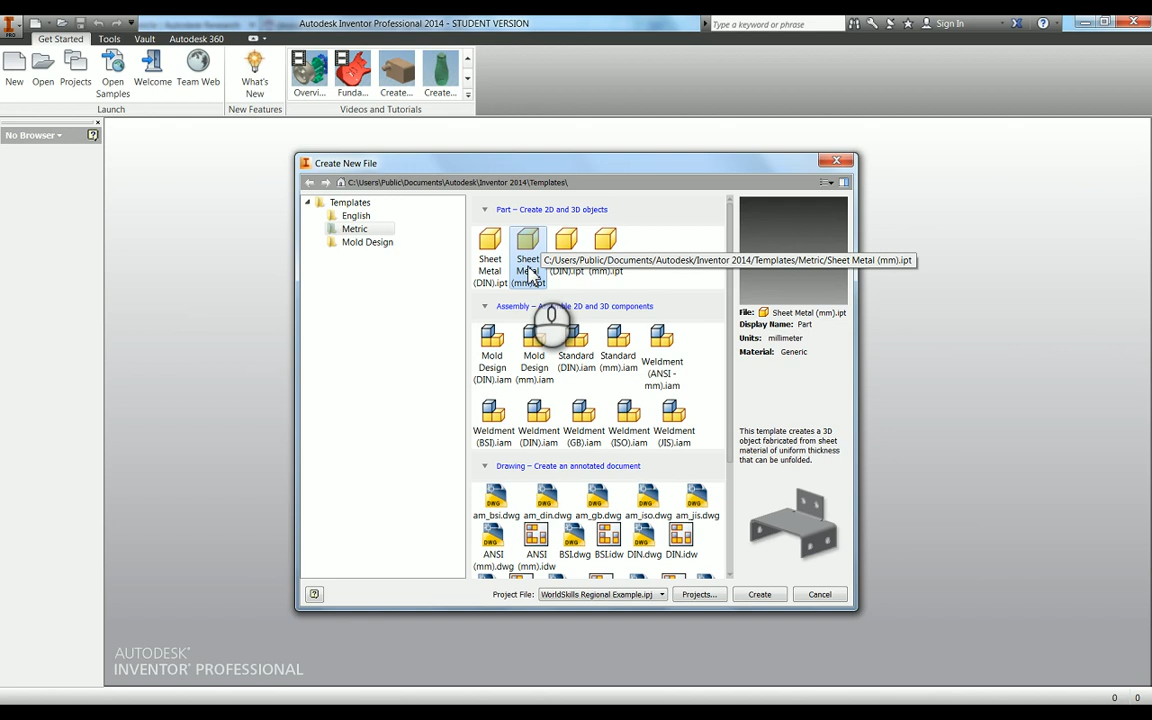 Autodesk Inventor Professional 2014 - STUDENT VERSION
Type a keyword or phrase
Sign In
PRO
Get Started Tools Vault Autodesk 360
New Open Projects Open Samples Welcome Team Web What's New Overvi... Funda... Create... Create...
Launch New Features Videos and Tutorials
No Browser
Create New File
C:\Users\Public\Documents\Autodesk\Inventor 2014\Templates\
Templates
English
Metric
Mold Design
Part – Create 2D and 3D objects
Sheet Metal (DIN).ipt
Sheet
(DIN).ipt (mm).ipt
C:/Users/Public/Documents/Autodesk/Inventor 2014/Templates/Metric/Sheet Metal (mm).ipt
Assembly – 2D and 3D components
Mold Design (DIN).iam
Mold Design (mm).iam
Standard (DIN).iam
Standard (mm).iam
Weldment (ANSI - mm).iam
Weldment (BSI).iam
Weldment (DIN).iam
Weldment (GB).iam
Weldment (ISO).iam
Weldment (JIS).iam
Drawing – Create an annotated document
am_bsi.dwg am_din.dwg am_gb.dwg am_iso.dwg am_jis.dwg
ANSI (mm).dwg
ANSI (mm).idw
BSI.dwg BSI.idw DIN.dwg DIN.idw
File: Sheet Metal (mm).ipt
Display Name: Part
Units: millimeter
Material: Generic
This template creates a 3D
object fabricated from sheet
material of uniform thickness
that can be unfolded.
Project File: WorldSkills Regional Example.ipj Projects... Create Cancel
AUTODESK®
INVENTOR® PROFESSIONAL
0 0